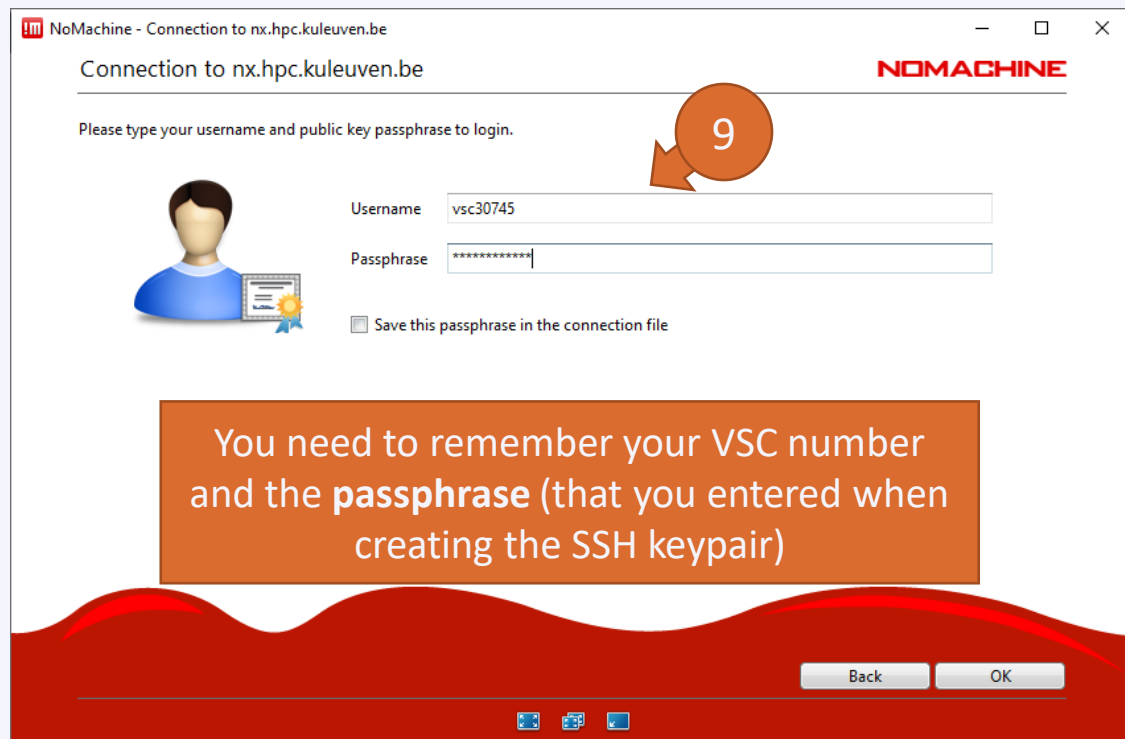 !M NoMachine - Connection to nx.hpc.kuleuven.be
Connection to nx.hpc.kuleuven.be
NOMACHINE
Please type your username and public key passphrase to login.
9
Username vsc30745
Passphrase ************
Save this passphrase in the connection file
You need to remember your VSC number
and the passphrase (that you entered when
creating the SSH keypair)
Back OK